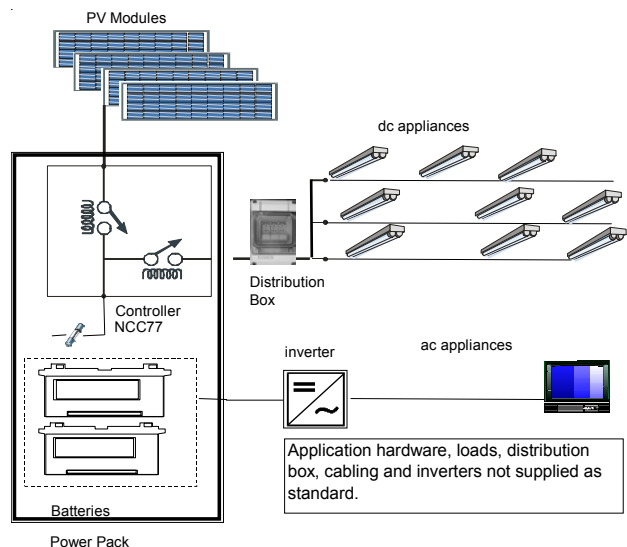 PV Modules
dc appliances
Distribution
Box
Controller
NCC77
inverter
ac appliances
Application hardware, loads, distribution
box, cabling and inverters not supplied as
standard.
Batteries
Power Pack